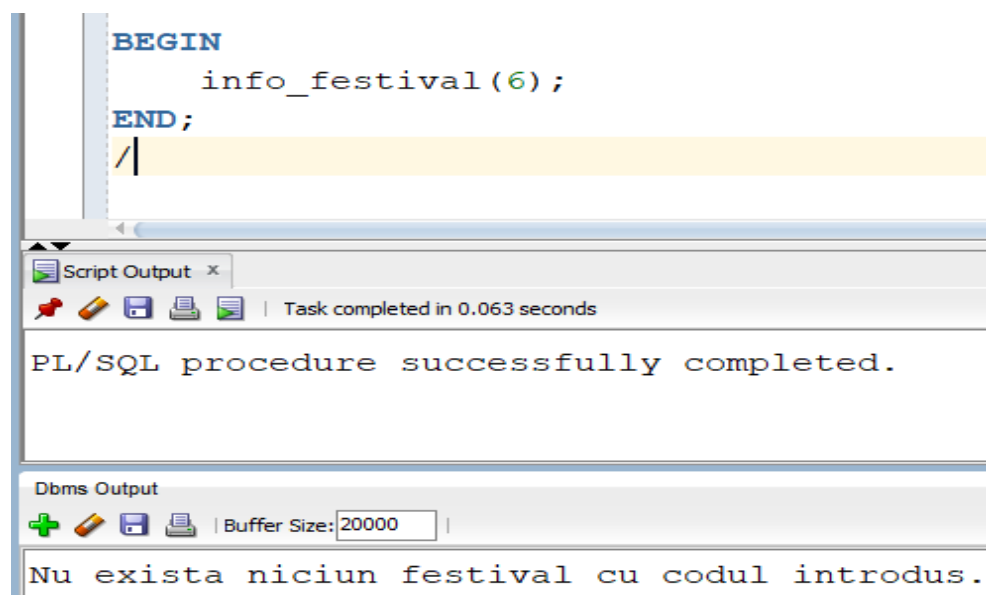 BEGIN
info_festival(6);
END;
/
Script Output ×
Task completed in 0.063 seconds
PL/SQL procedure successfully completed.
Dbms Output
Buffer Size: 20000
Nu exista niciun festival cu codul introdus.